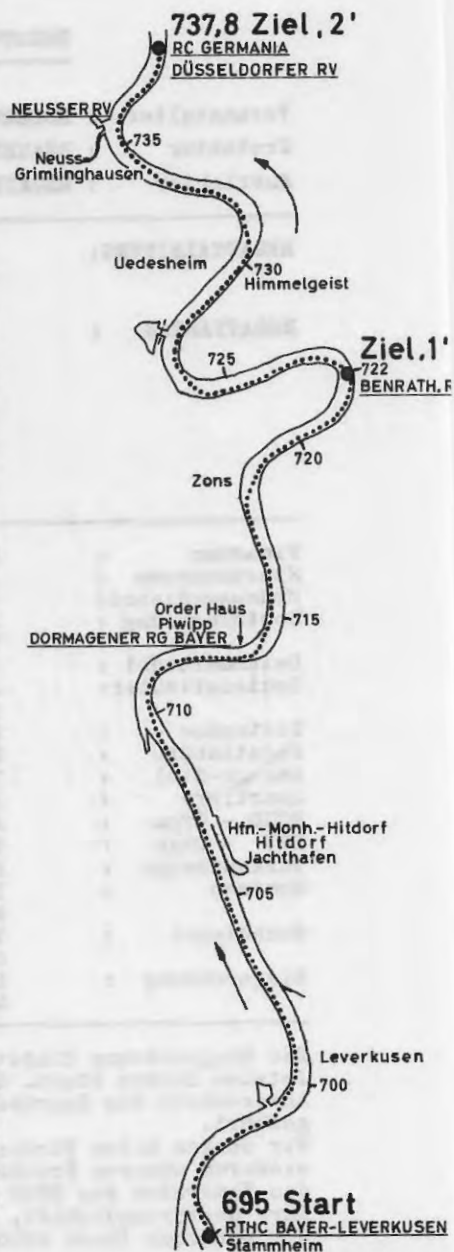 737,8 Ziel, 2'
RC GERMANIA
DÜSSELDORFER RV
NEUSSER RV
735
Neuss
Grimlinghausen
Uedesheim
730
Himmelgeist
725
Ziel, 1'
722
BENRATH. R
720
Zons
715
Order Haus
Piwipp
DORMAGENER RG BAYER
710
Hfn.-Monh.-Hitdorf
Hitdorf
Jachthafen
705
Leverkusen
700
695 Start
RTHC BAYER-LEVERKUSEN
Stammheim